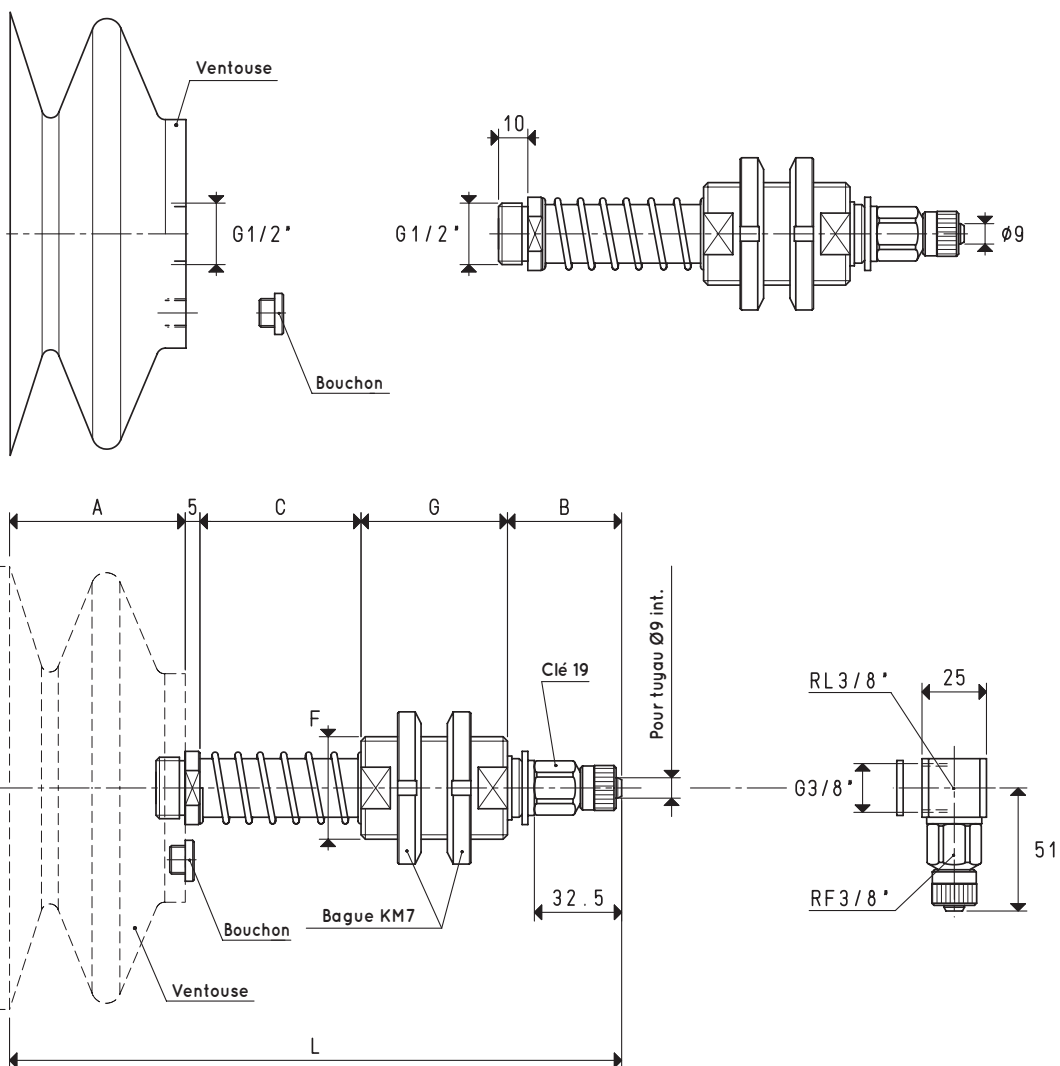 Ventouse
10
G1/2"
G1/2"
Ø9
Bouchon
A
5
C
G
B
Pour tuyau Ø9 int.
Clé 19
RL3/8"
25
F
G3/8"
51
32.5
RF3/8"
Bague KM7
Bouchon
Ventouse
L